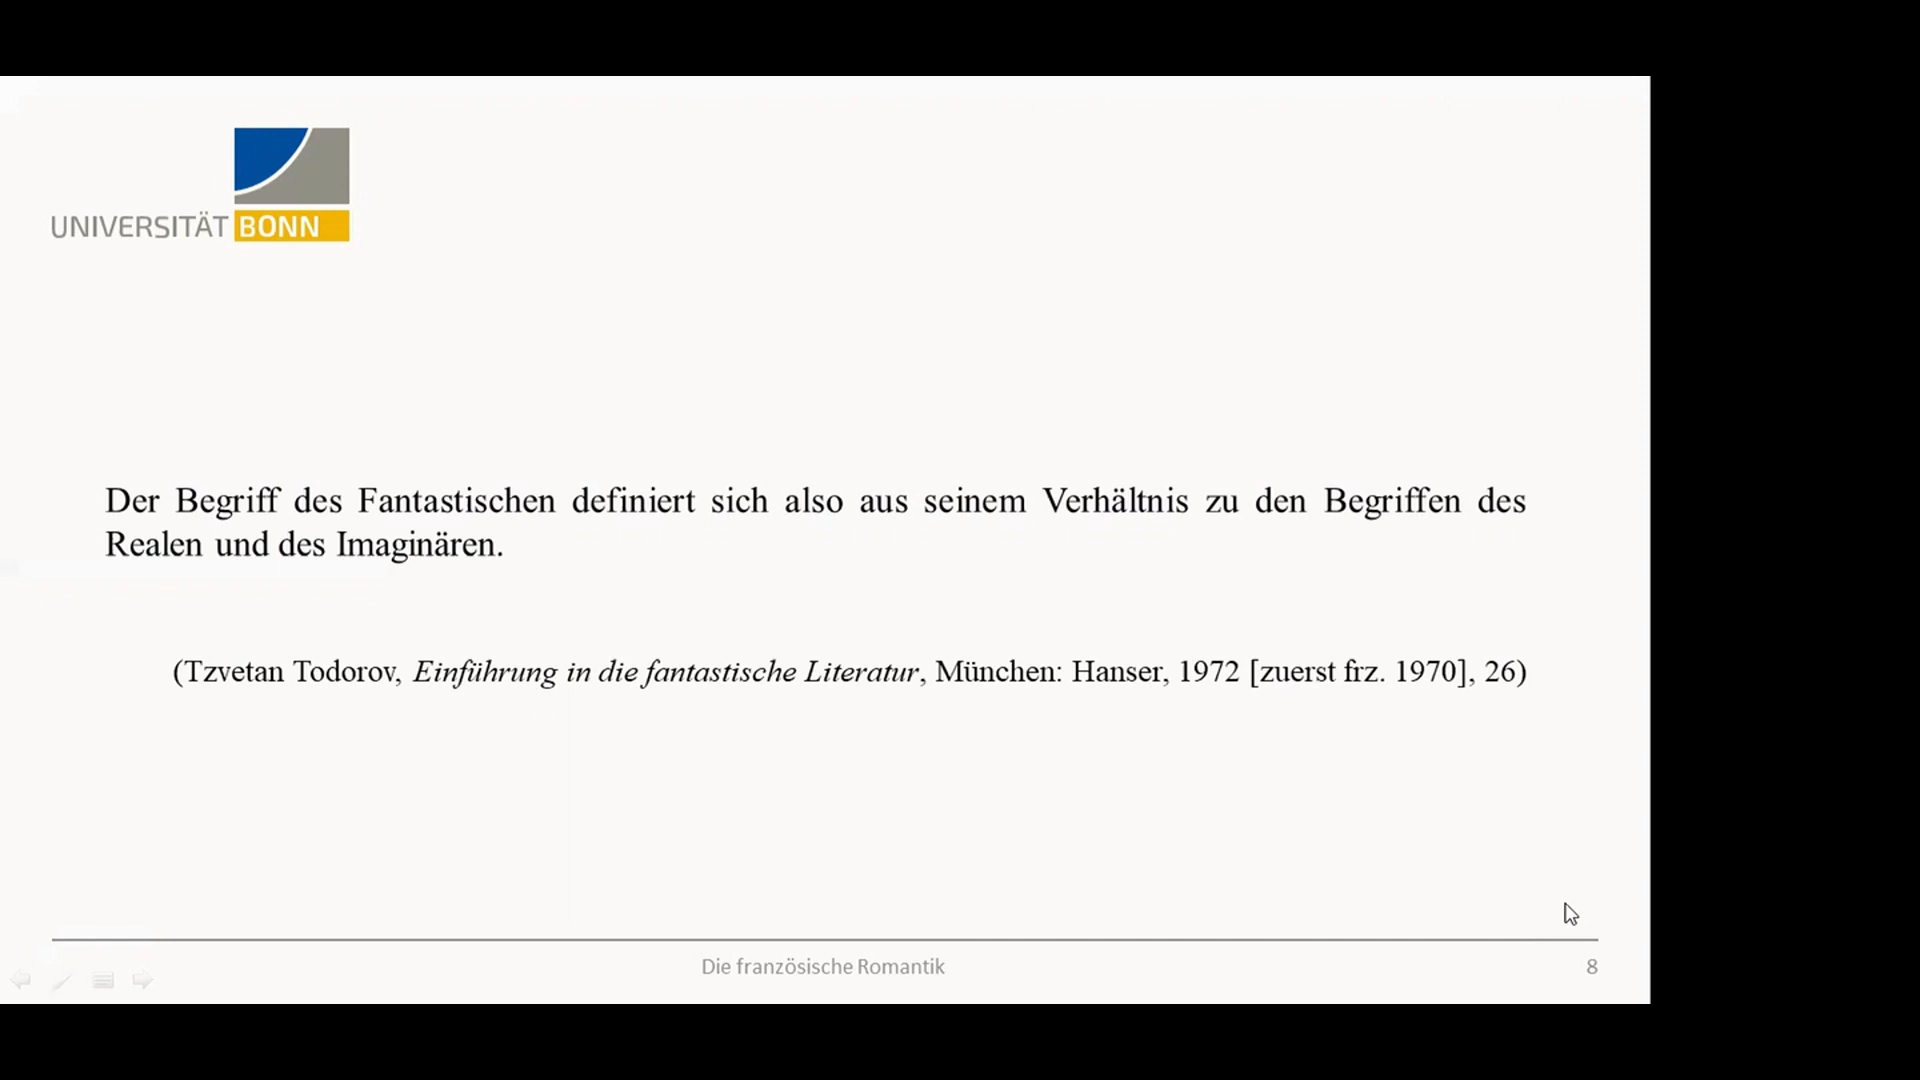 UNIVERSITÄT BONN
Der Begriff des Fantastischen definiert sich also aus seinem Verhältnis zu den Begriffen des
Realen und des Imaginären.
(Tzvetan Todorov, Einführung in die fantastische Literatur, München: Hanser, 1972 [zuerst frz. 1970], 26)
Die französische Romantik
8